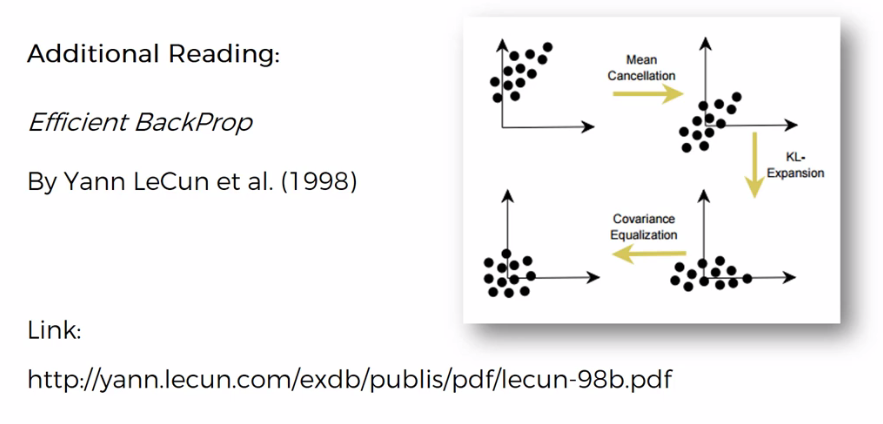 Additional Reading:
Efficient BackProp
By Yann LeCun et al. (1998)
Mean
Cancellation
KL-
Expansion
Covariance
Equalization
Link:
http://yann.lecun.com/exdb/publis/pdf/lecun-98b.pdf